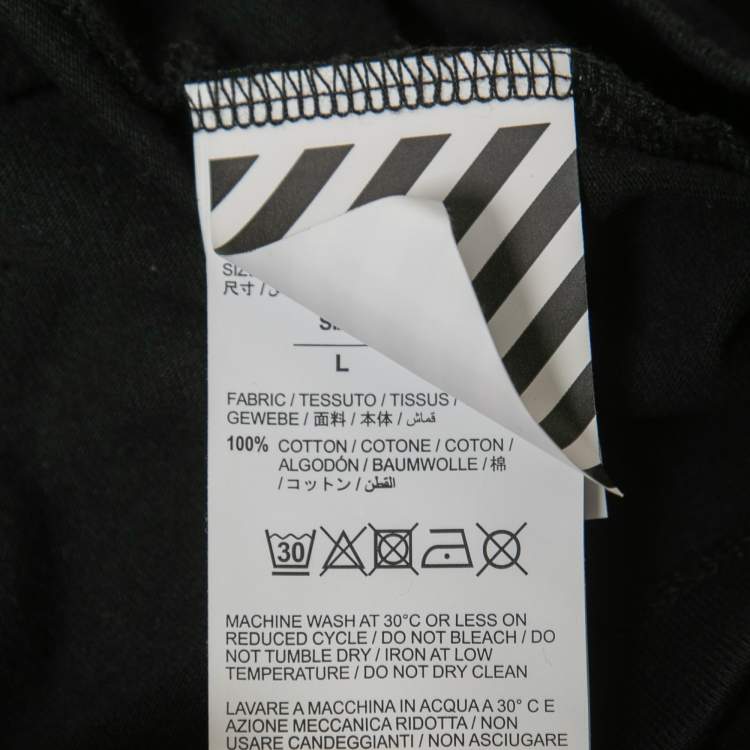 尺寸 /
L
FABRIC / TESSUTO / TISSUS /
GEWEBE / 面料 / 本体 / قماش
100% COTTON / COTONE / COTON /
ALGODÓN / BAUMWOLLE / 棉
/ コットン / القطن
30
MACHINE WASH AT 30°C OR LESS ON
REDUCED CYCLE / DO NOT BLEACH / DO
NOT TUMBLE DRY / IRON AT LOW
TEMPERATURE / DO NOT DRY CLEAN
LAVARE A MACCHINA IN ACQUA A 30° C E
AZIONE MECCANICA RIDOTTA / NON
USARE CANDEGGIANTI / NON ASCIUGARE